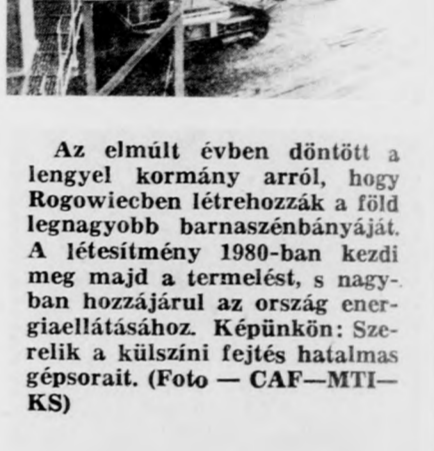 Az elmúlt évben döntött a
lengyel kormány arról, hogy
Rogowiecben létrehozzák a föld
legnagyobb barnaszénbányáját.
A létesítmény 1980-ban kezdi
meg majd a termelést, s nagy-
ban hozzájárul az ország ener-
giaellátásához. Képünkön: Sze-
relik a külszíni fejtés hatalmas
gépsorait. (Foto — CAF—MTI—
KS)